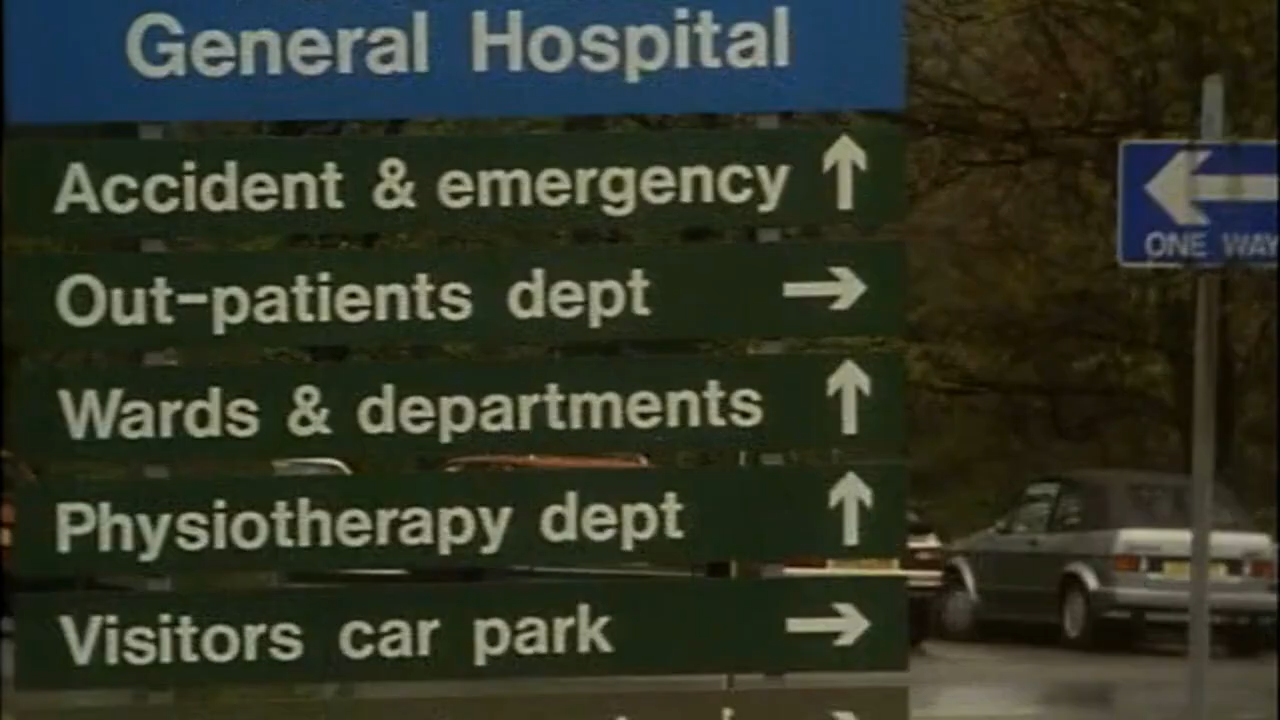 General Hospital
Accident & emergency ↑
Out-patients dept →
Wards & departments ↑
Physiotherapy dept ↑
Visitors car park →
ONE WAY